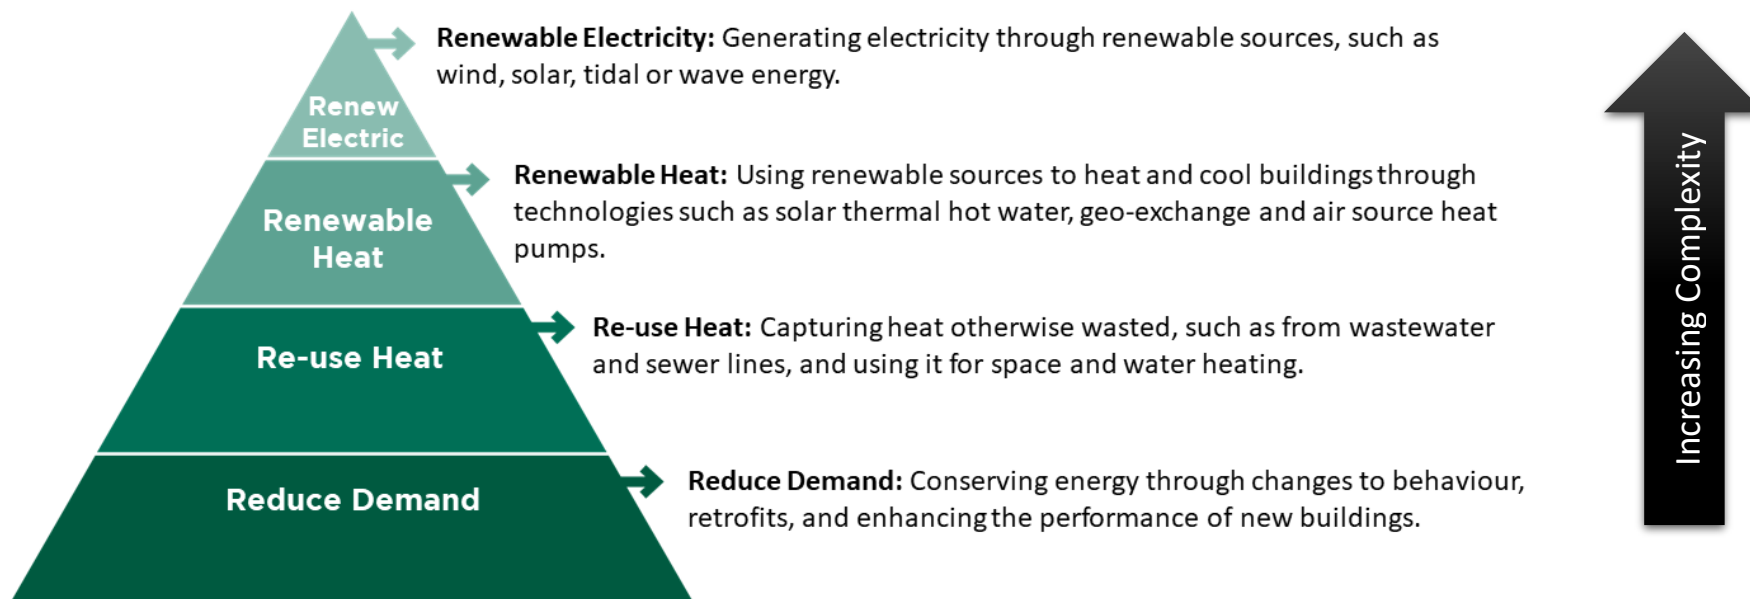 Renewable Electricity: Generating electricity through renewable sources, such as
wind, solar, tidal or wave energy.
Renew
Electric
Renewable Heat: Using renewable sources to heat and cool buildings through
technologies such as solar thermal hot water, geo-exchange and air source heat
pumps.
Renewable
Heat
Re-use Heat: Capturing heat otherwise wasted, such as from wastewater
and sewer lines, and using it for space and water heating.
Re-use Heat
Reduce Demand: Conserving energy through changes to behaviour,
retrofits, and enhancing the performance of new buildings.
Reduce Demand
Increasing Complexity